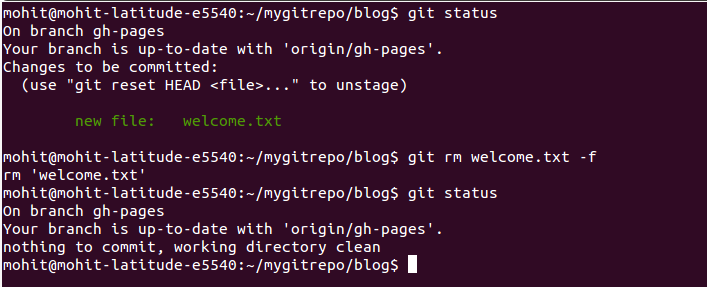 mohit@mohit-latitude-e5540:~/mygitrepo/blog$ git status
On branch gh-pages
Your branch is up-to-date with 'origin/gh-pages'.
Changes to be committed:
  (use "git reset HEAD <file>..." to unstage)
        new file:   welcome.txt
mohit@mohit-latitude-e5540:~/mygitrepo/blog$ git rm welcome.txt -f
rm 'welcome.txt'
mohit@mohit-latitude-e5540:~/mygitrepo/blog$ git status
On branch gh-pages
Your branch is up-to-date with 'origin/gh-pages'.
nothing to commit, working directory clean
mohit@mohit-latitude-e5540:~/mygitrepo/blog$